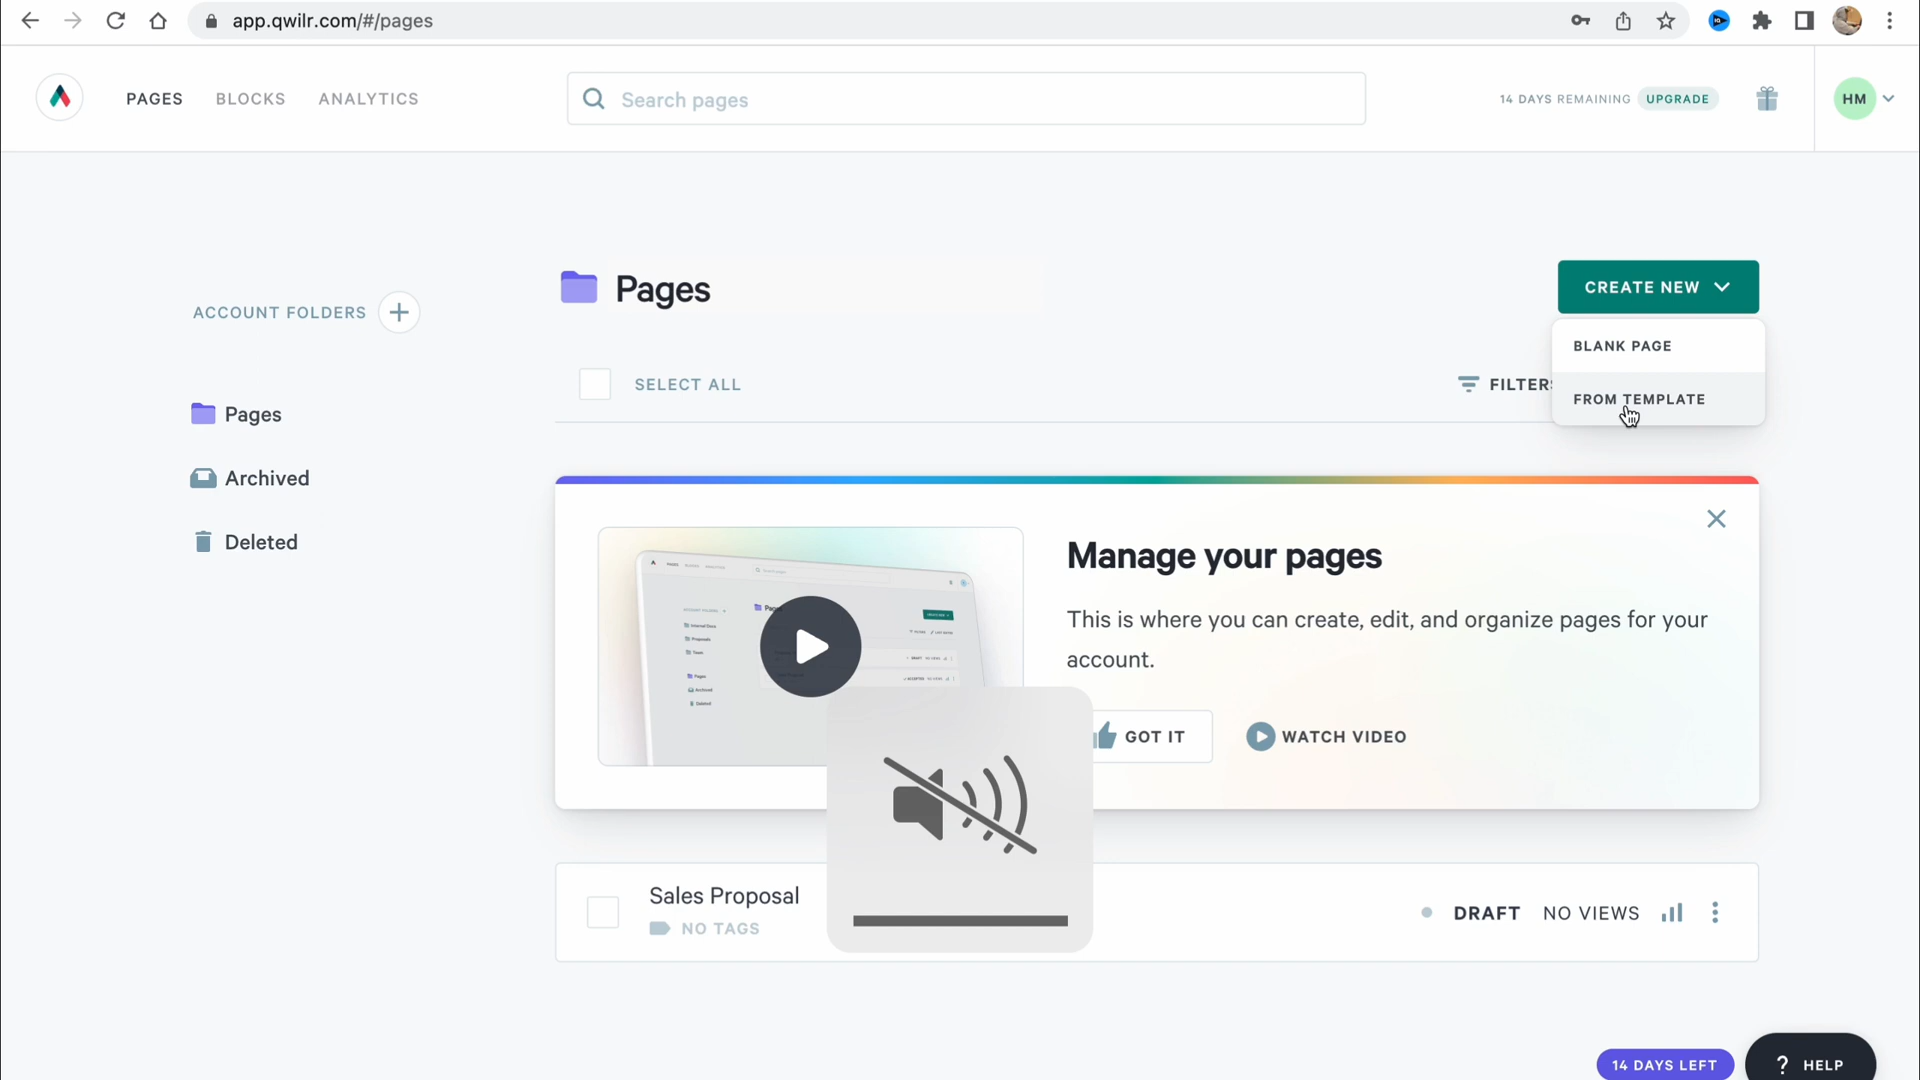 app.qwilr.com/#/pages
PAGES
BLOCKS
ANALYTICS
Search pages
14 DAYS REMAINING
UPGRADE
HM
ACCOUNT FOLDERS
Pages
Archived
Deleted
Pages
CREATE NEW
BLANK PAGE
FROM TEMPLATE
SELECT ALL
FILTERS
Manage your pages
This is where you can create, edit, and organize pages for your
account.
GOT IT
WATCH VIDEO
Sales Proposal
NO TAGS
DRAFT
NO VIEWS
14 DAYS LEFT
? HELP